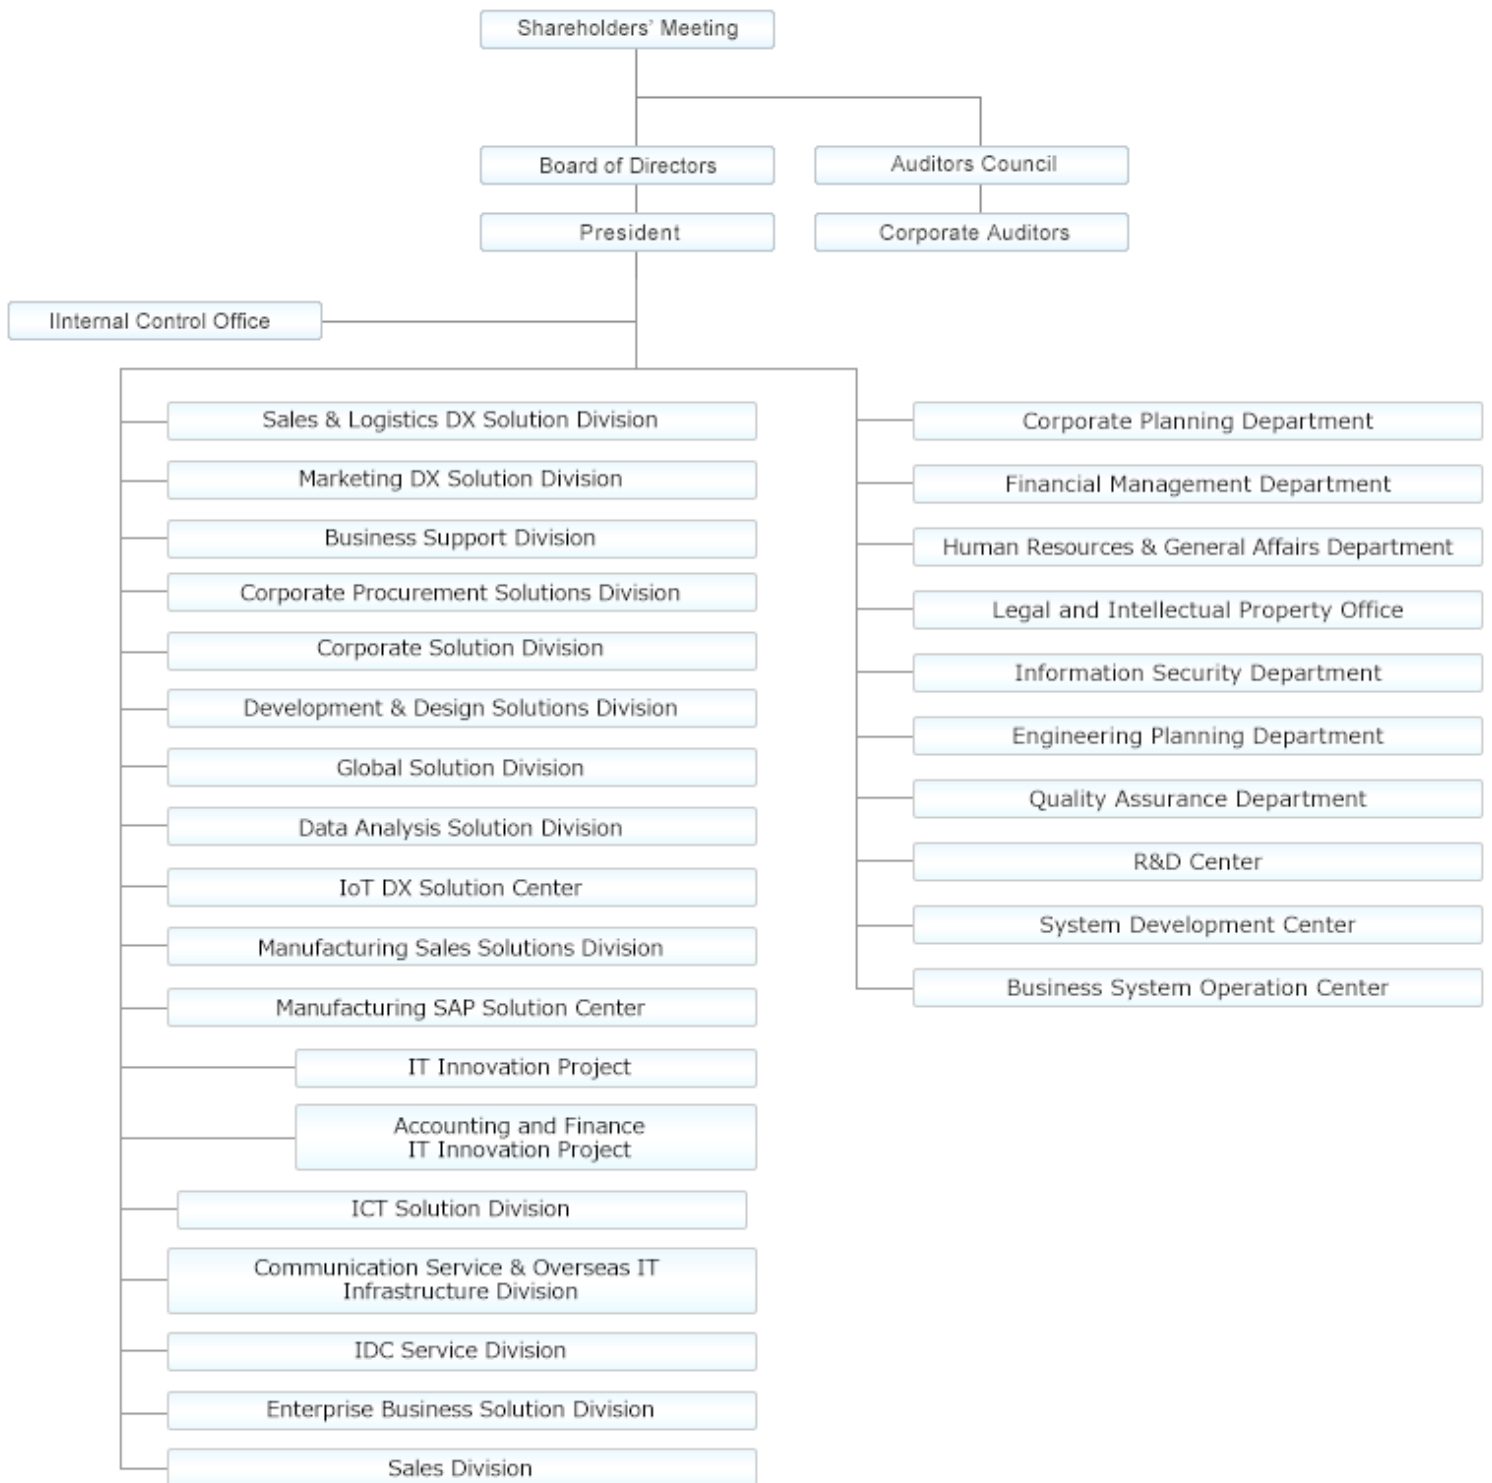 Shareholders' Meeting
Board of Directors
Auditors Council
President
Corporate Auditors
IInternal Control Office
Sales & Logistics DX Solution Division
Marketing DX Solution Division
Business Support Division
Corporate Procurement Solutions Division
Corporate Solution Division
Development & Design Solutions Division
Global Solution Division
Data Analysis Solution Division
IoT DX Solution Center
Manufacturing Sales Solutions Division
Manufacturing SAP Solution Center
IT Innovation Project
Accounting and Finance
IT Innovation Project
ICT Solution Division
Communication Service & Overseas IT
Infrastructure Division
IDC Service Division
Enterprise Business Solution Division
Sales Division
Corporate Planning Department
Financial Management Department
Human Resources & General Affairs Department
Legal and Intellectual Property Office
Information Security Department
Engineering Planning Department
Quality Assurance Department
R&D Center
System Development Center
Business System Operation Center